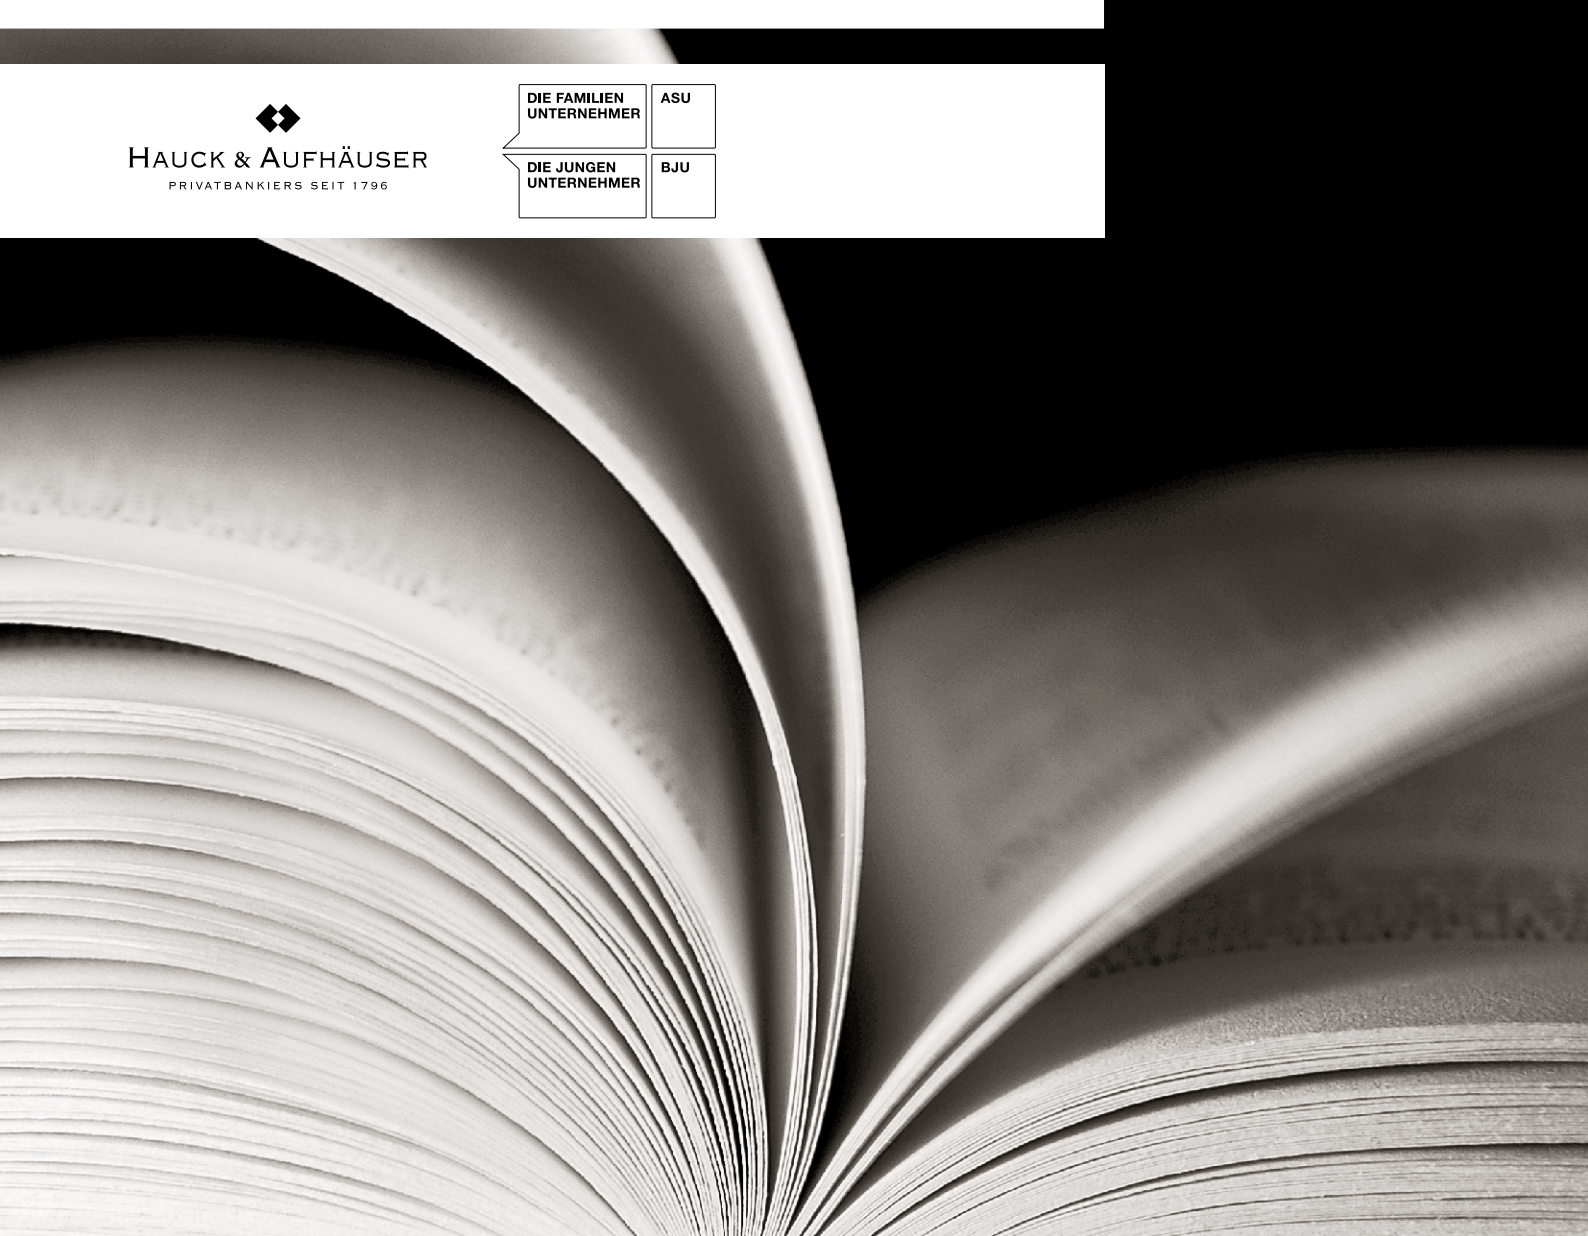 HAUCK & AUFHÄUSER
PRIVATBANKIERS SEIT 1796
DIE FAMILIEN
UNTERNEHMER
ASU
DIE JUNGEN
UNTERNEHMER
BJU